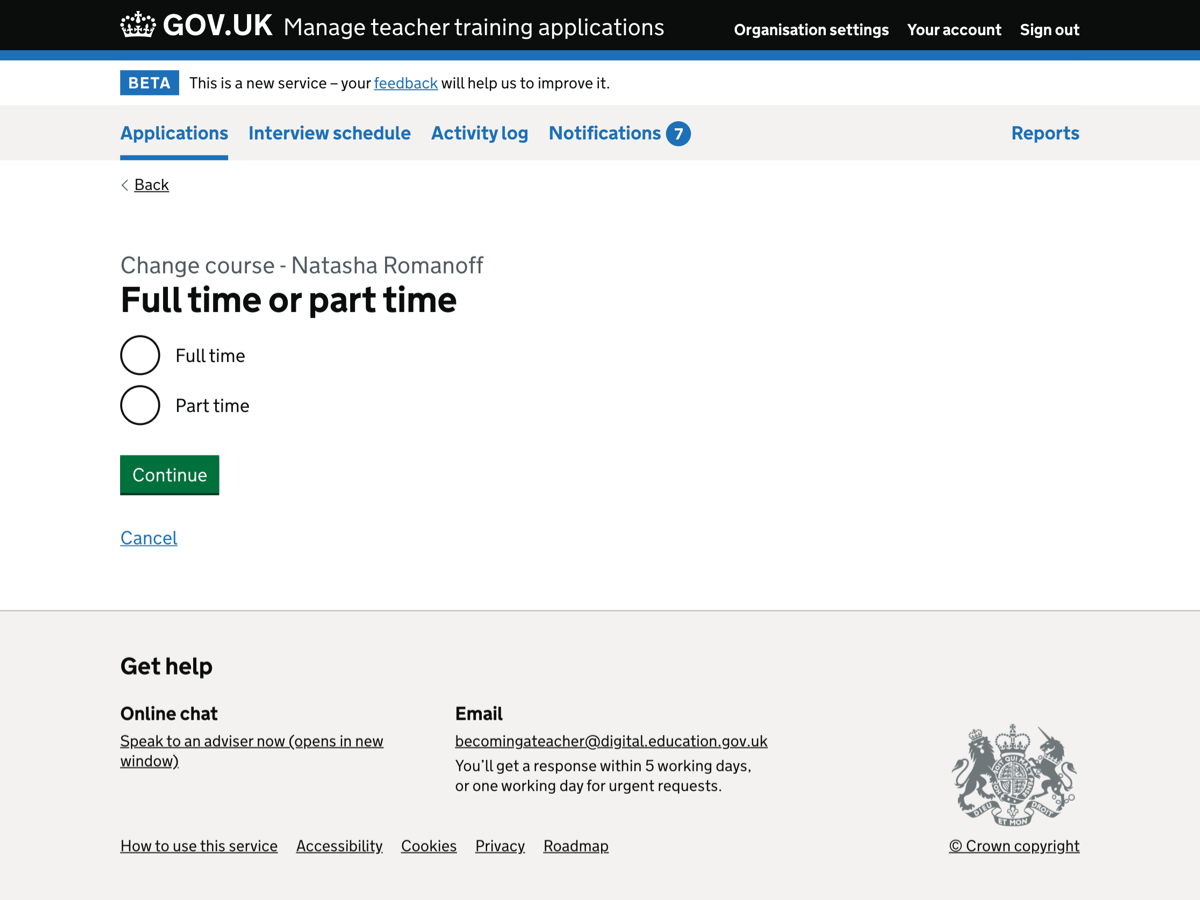 GOV.UK Manage teacher training applications
Organisation settings Your account Sign out
BETA This is a new service – your feedback will help us to improve it.
Applications Interview schedule Activity log Notifications 7 Reports
Back
Change course - Natasha Romanoff
Full time or part time
Full time
Part time
Continue
Cancel
Get help
Online chat
Speak to an adviser now (opens in new
window)
Email
becomingateacher@digital.education.gov.uk
You’ll get a response within 5 working days,
or one working day for urgent requests.
DIEU ET MON DROIT
How to use this service Accessibility Cookies Privacy Roadmap
© Crown copyright